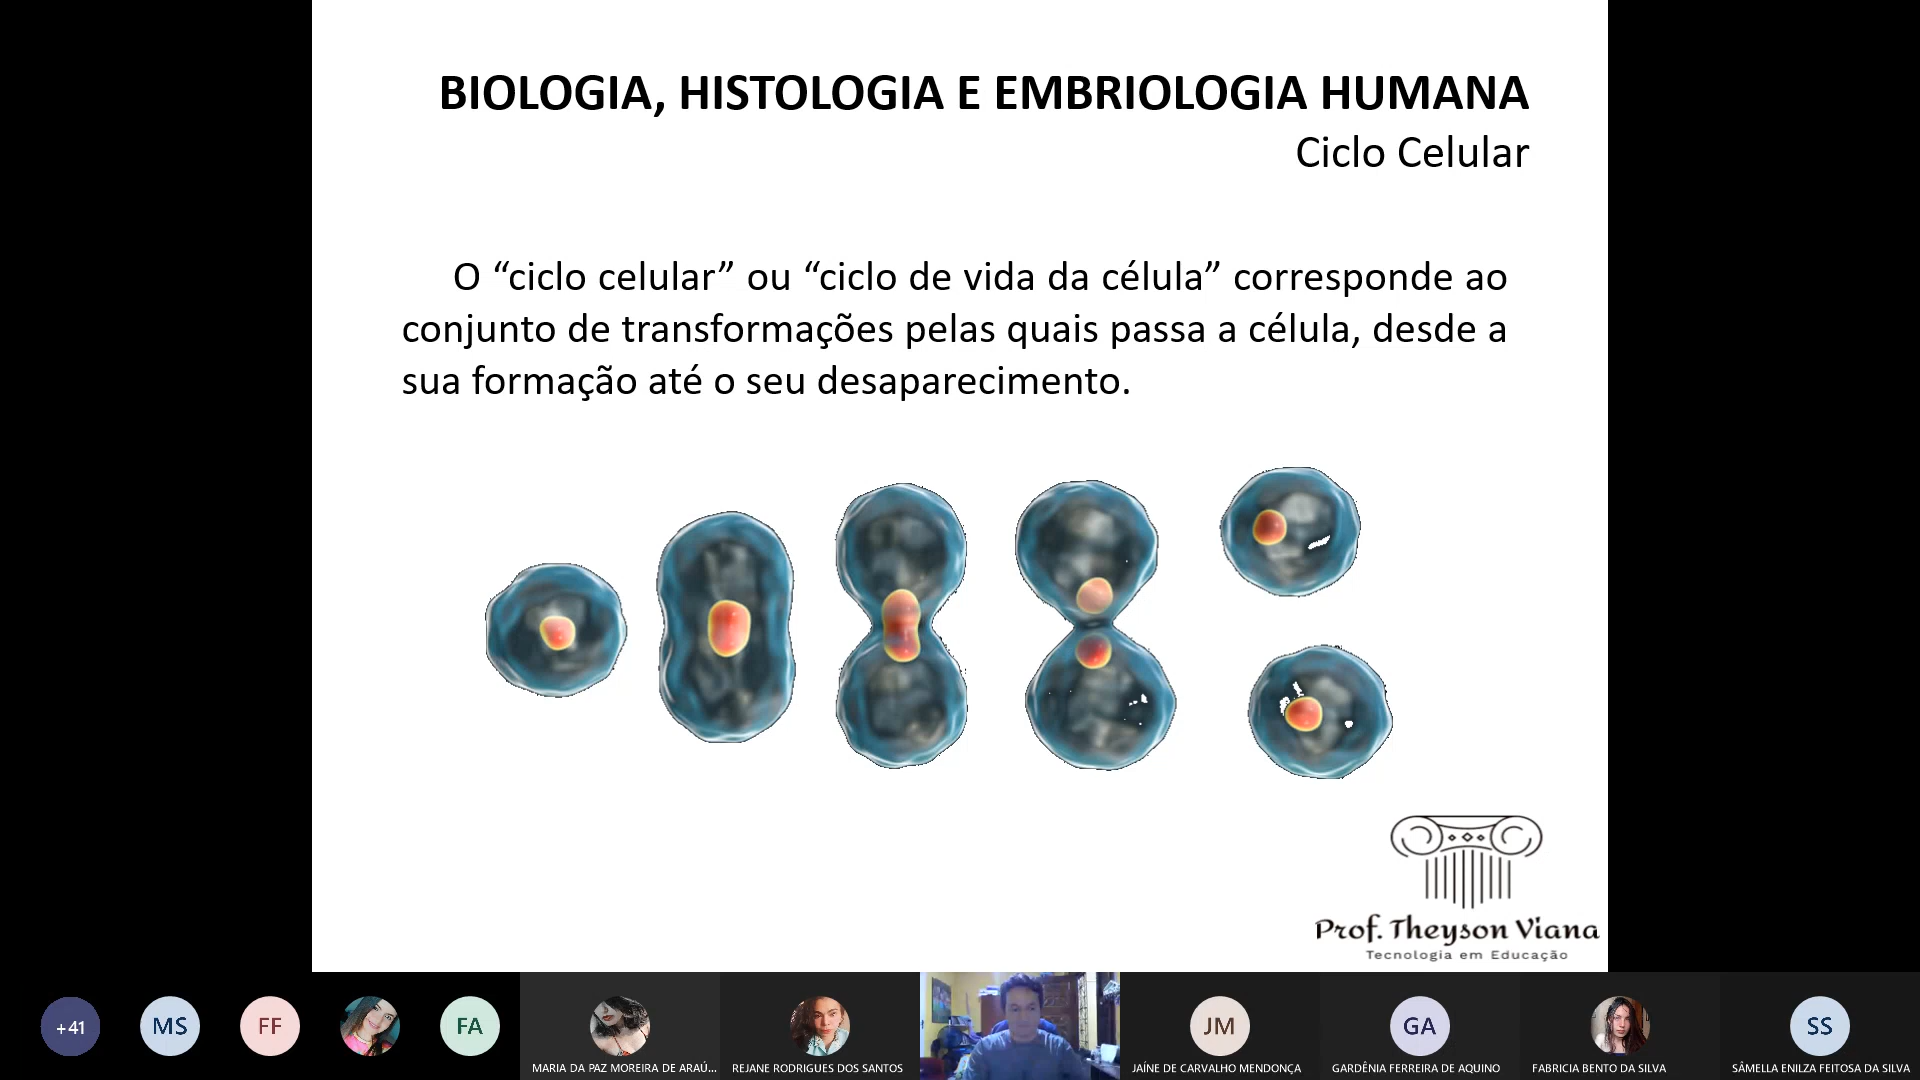 BIOLOGIA, HISTOLOGIA E EMBRIOLOGIA HUMANA
Ciclo Celular
O “ciclo celular” ou “ciclo de vida da célula” corresponde ao
conjunto de transformações pelas quais passa a célula, desde a
sua formação até o seu desaparecimento.
Prof. Theyson Viana
Tecnologia em Educação
+41
MS
FF
FA
JM
GA
SS
MARIA DA PAZ MOREIRA DE ARAÚ...
REJANE RODRIGUES DOS SANTOS
JAÍNE DE CARVALHO MENDONÇA
GARDÊNIA FERREIRA DE AQUINO
FABRICIA BENTO DA SILVA
SÂMELLA ENILZA FEITOSA DA SILVA